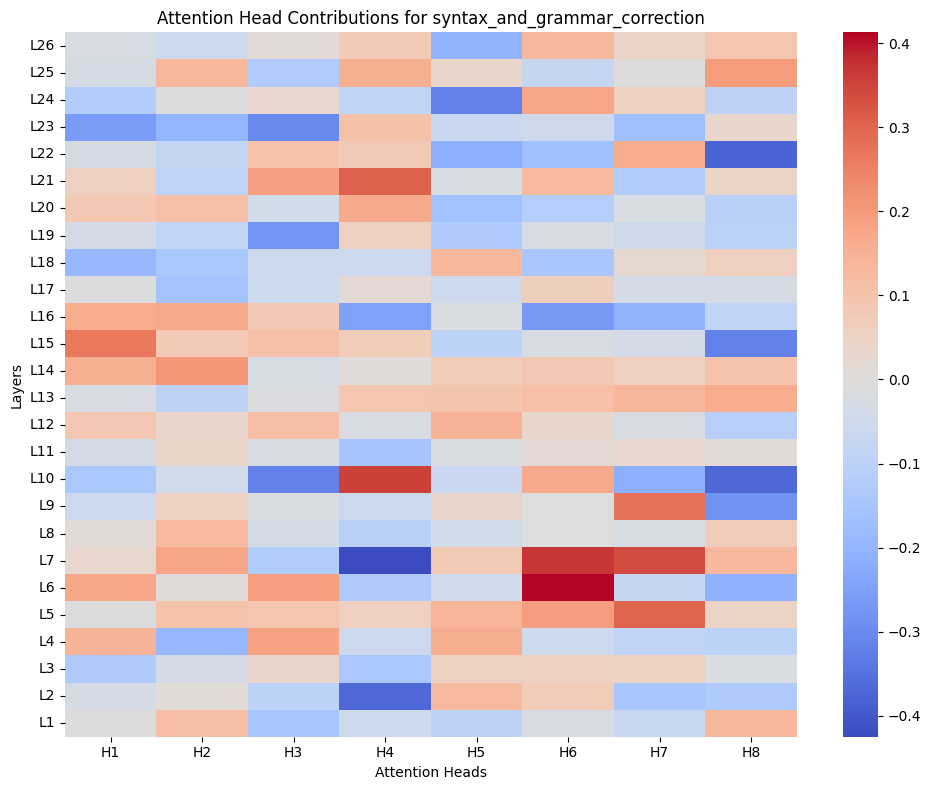 Attention Head Contributions for syntax_and_grammar_correction
Layers
L26
L25
L24
L23
L22
L21
L20
L19
L18
L17
L16
L15
L14
L13
L12
L11
L10
L9
L8
L7
L6
L5
L4
L3
L2
L1
H1 H2 H3 H4 H5 H6 H7 H8
Attention Heads
0.4
0.3
0.2
0.1
0.0
−0.1
−0.2
−0.3
−0.4